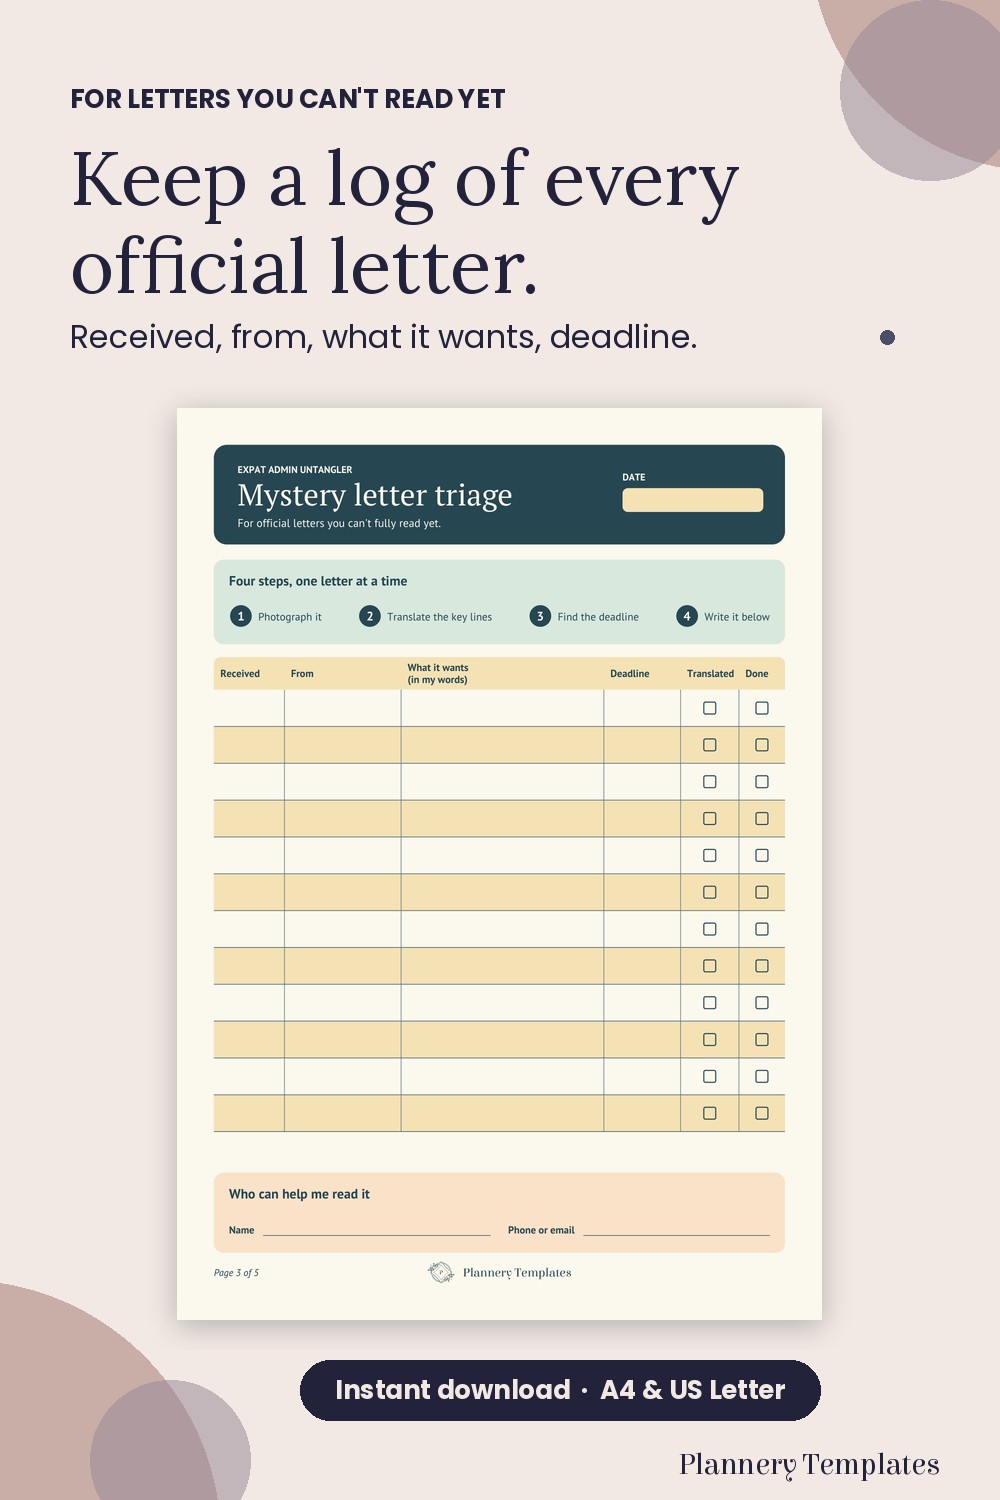 FOR LETTERS YOU CAN'T READ YET
Keep a log of every
official letter.
Received, from, what it wants, deadline.
EXPAT ADMIN UNTANGLER
Mystery letter triage
For official letters you can't fully read yet.
DATE
Four steps, one letter at a time
1 Photograph it 2 Translate the key lines 3 Find the deadline 4 Write it below
Received From What it wants Deadline Translated Done
(in my words)
Who can help me read it
Name Phone or email
Page 3 of 5
P
Plannery Templates
Instant download · A4 & US Letter
Plannery Templates